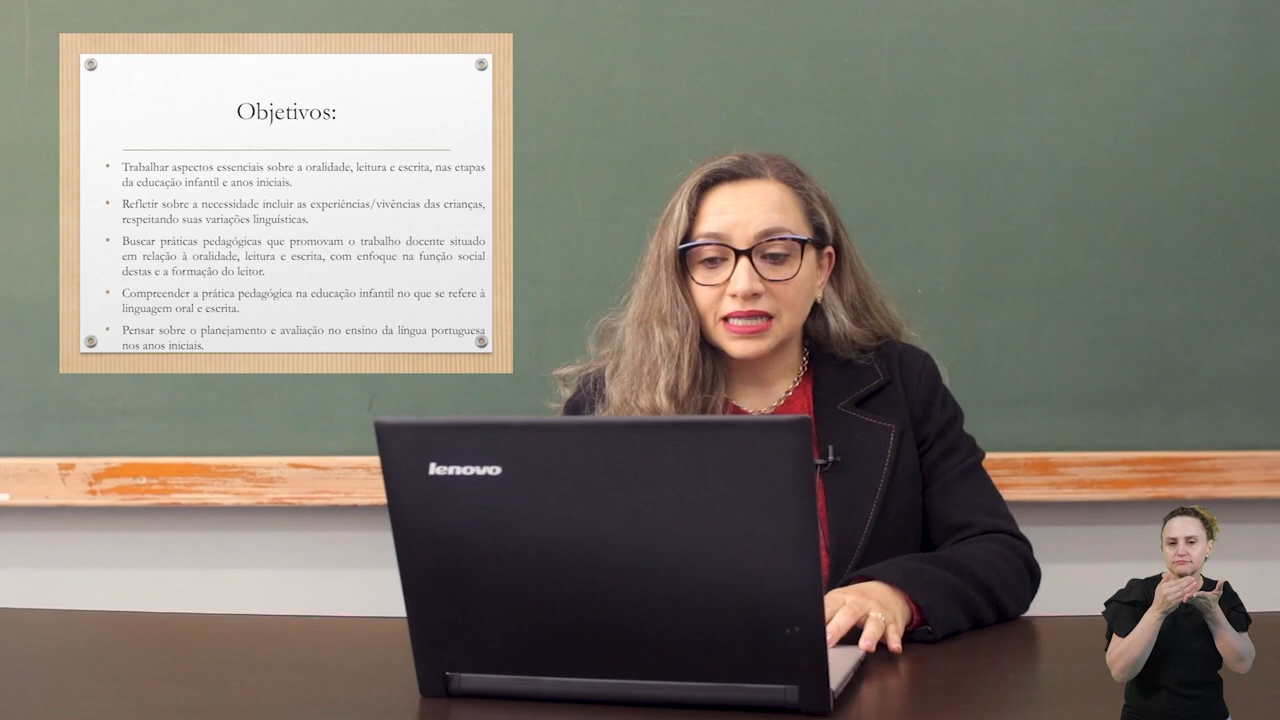 Objetivos:
Trabalhar aspectos essenciais sobre a oralidade, leitura e escrita, nas etapas
da educação infantil e anos iniciais.
Refletir sobre a necessidade incluir as experiências/vivências das crianças,
respeitando suas variações linguísticas.
Buscar práticas pedagógicas que promovam o trabalho docente situado
em relação à oralidade, leitura e escrita, com enfoque na função social
destas e a formação do leitor.
Compreender a prática pedagógica na educação infantil no que se refere à
linguagem oral e escrita.
Pensar sobre o planejamento e avaliação no ensino da língua portuguesa
nos anos iniciais.
lenovo